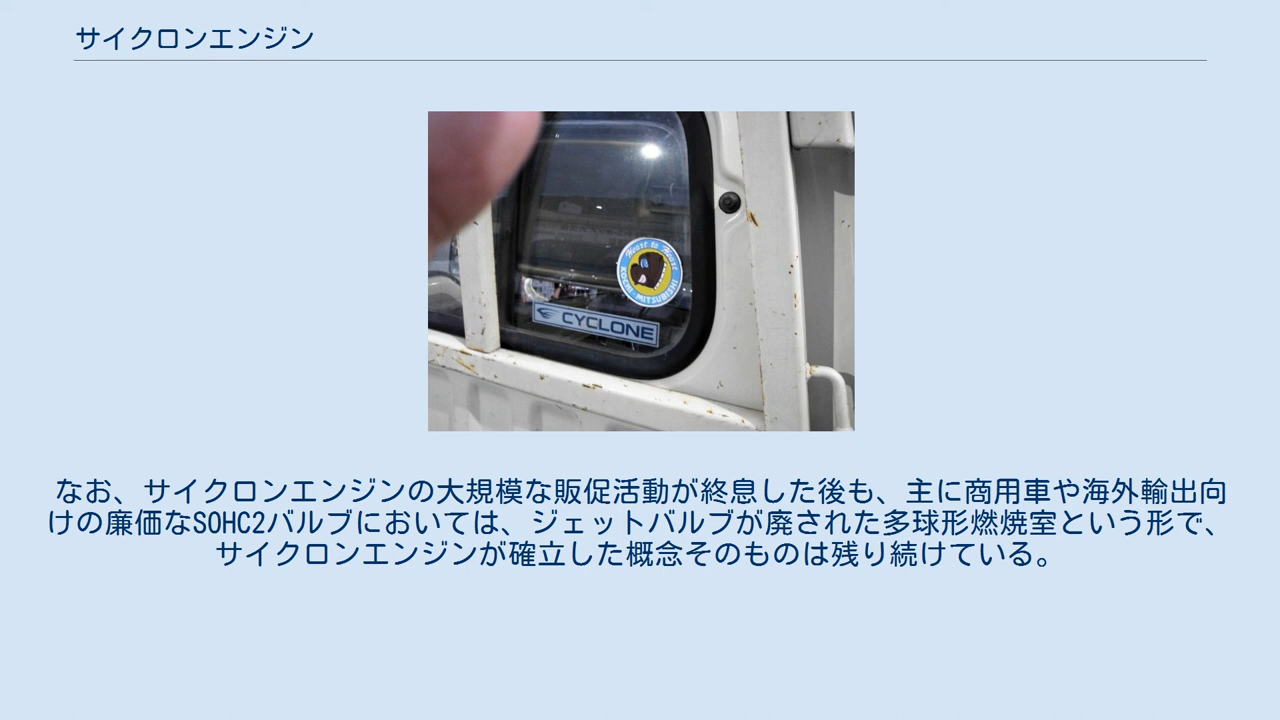 サイクロンエンジン
Heart to Heart
KOCHI MITSUBISHI
CYCLONE
なお、サイクロンエンジンの大規模な販促活動が終息した後も、主に商用車や海外輸出向
けの廉価なSOHC2バルブにおいては、ジェットバルブが廃された多球形燃焼室という形で、
サイクロンエンジンが確立した概念そのものは残り続けている。